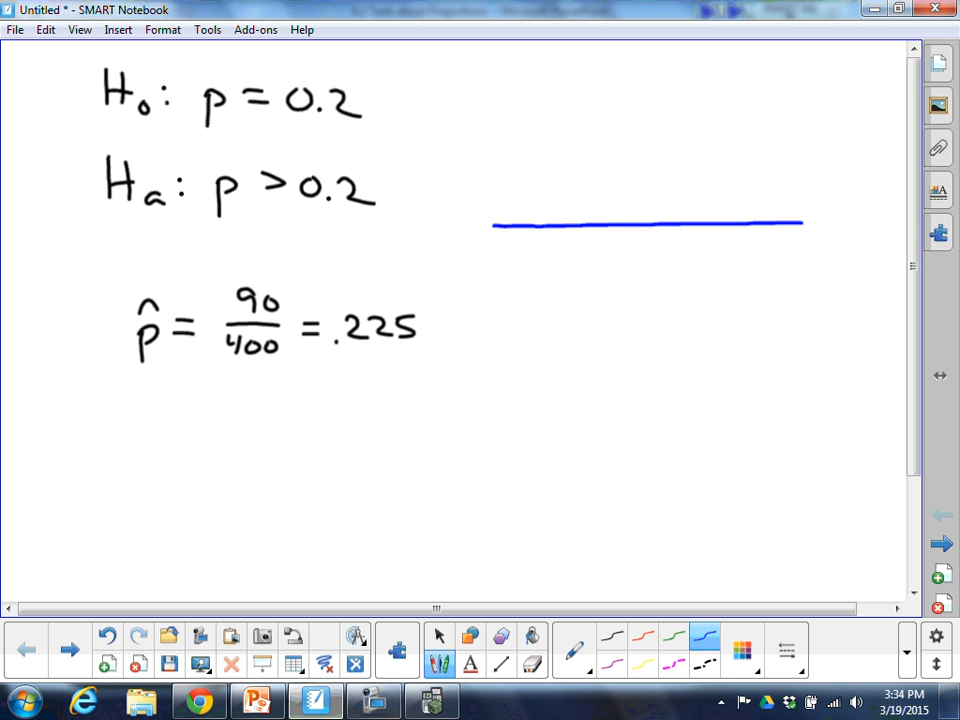 Untitled * - SMART Notebook
File Edit View Insert Format Tools Add-ons Help
H₀: p = 0.2
Hₐ: p > 0.2
p̂ = 90/400 = .225
3:34 PM
3/19/2015